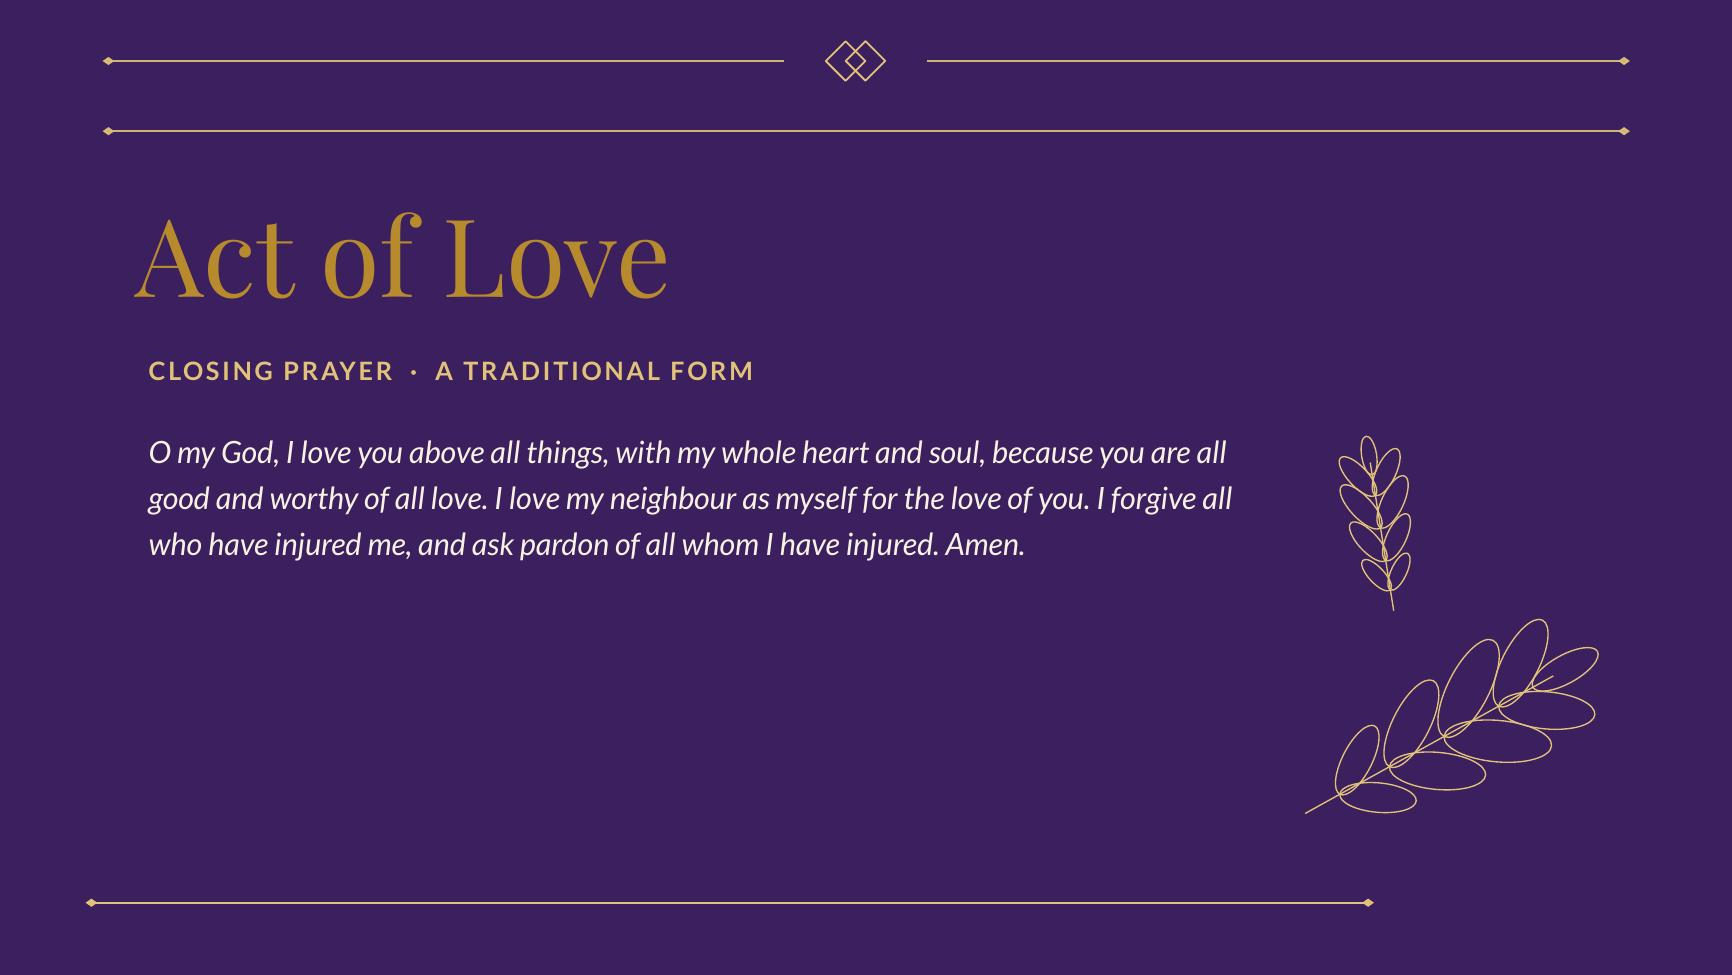 Act of Love
CLOSING PRAYER · A TRADITIONAL FORM
O my God, I love you above all things, with my whole heart and soul, because you are all
good and worthy of all love. I love my neighbour as myself for the love of you. I forgive all
who have injured me, and ask pardon of all whom I have injured. Amen.